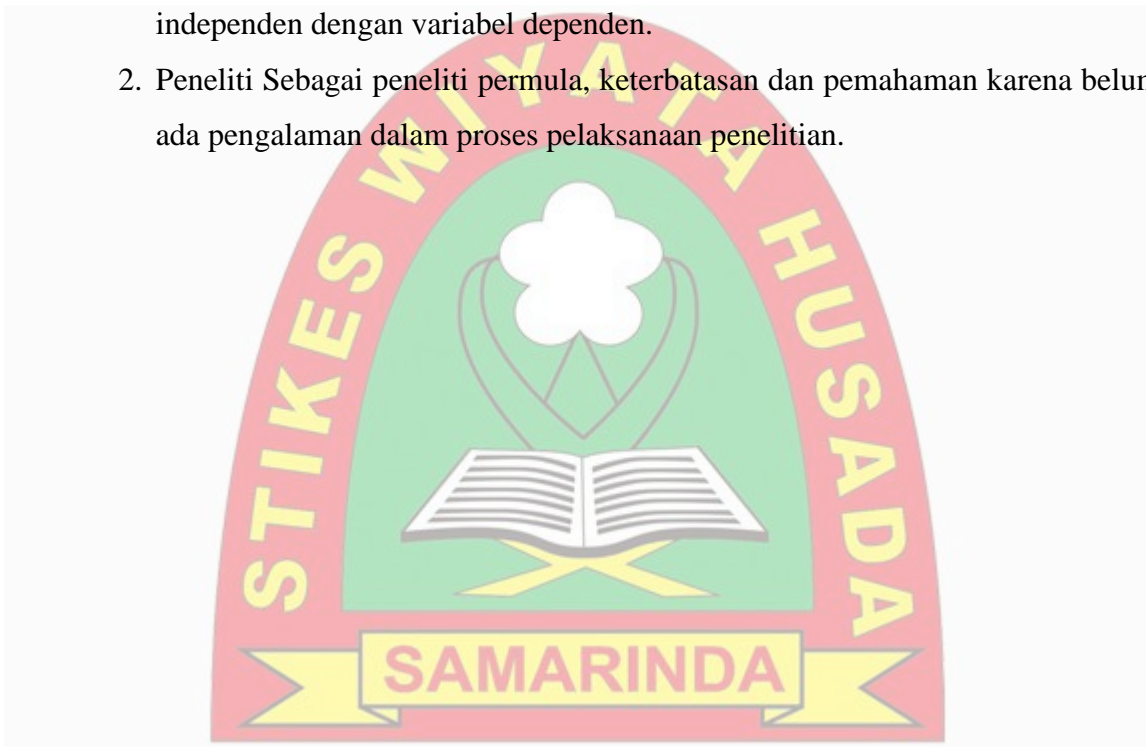 independen dengan variabel dependen.
2. Peneliti Sebagai peneliti permula, keterbatasan dan pemahaman karena
ada pengalaman dalam proses pelaksanaan penelitian.
STIKES WIYATA HUSADA
SAMARINDA